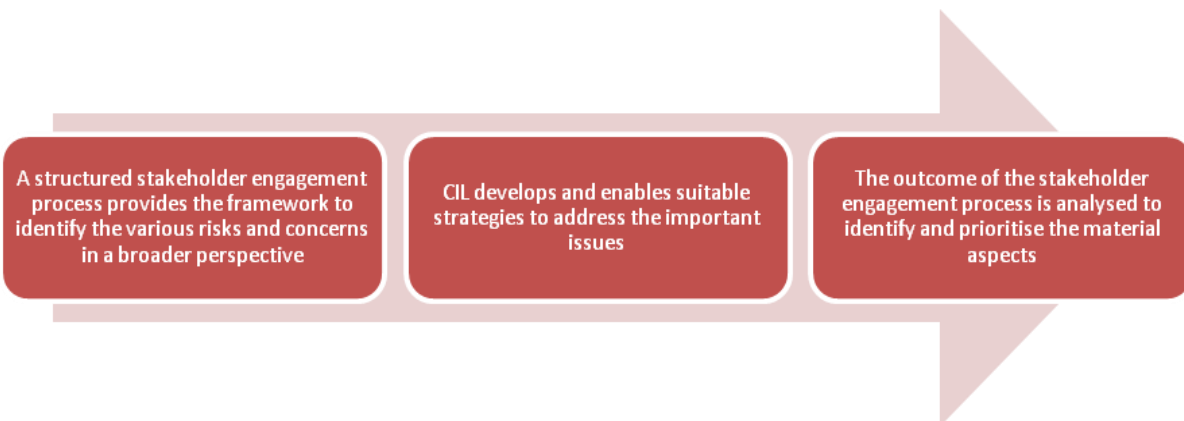 A structured stakeholder engagement
process provides the framework to
identify the various risks and concerns
in a broader perspective
CIL develops and enables suitable
strategies to address the important
issues
The outcome of the stakeholder
engagement process is analysed to
identify and prioritise the material
aspects